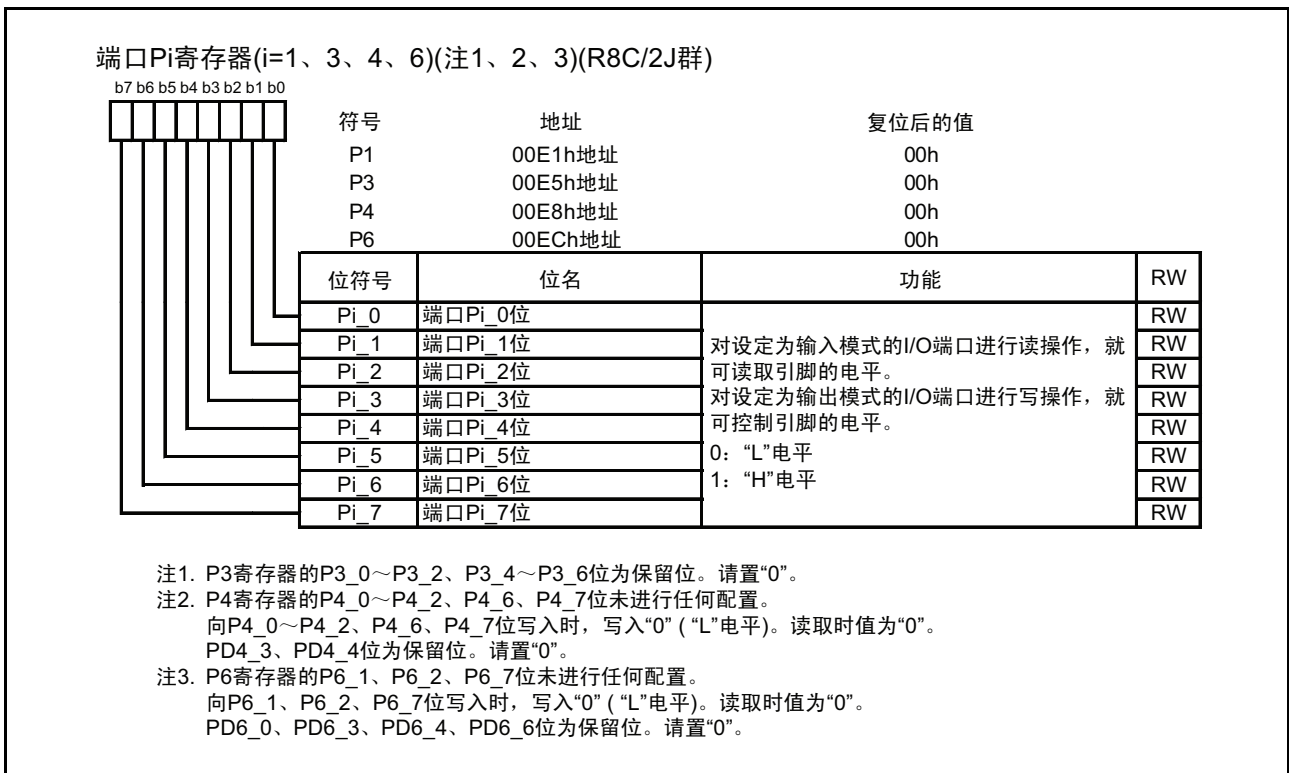 端口Pi寄存器(i=1、3、4、6)(注1、2、3)(R8C/2J群)
b7 b6 b5 b4 b3 b2 b1 b0
符号 地址 复位后的值
P1 00E1h地址 00h
P3 00E5h地址 00h
P4 00E8h地址 00h
P6 00ECh地址 00h
位符号 位名 功能 RW
Pi_0 端口Pi_0位 RW
Pi_1 端口Pi_1位 RW
Pi_2 端口Pi_2位 RW
Pi_3 端口Pi_3位 RW
Pi_4 端口Pi_4位 RW
Pi_5 端口Pi_5位 RW
Pi_6 端口Pi_6位 RW
Pi_7 端口Pi_7位 RW
对设定为输入模式的I/O端口进行读操作，就
可读取引脚的电平。
对设定为输出模式的I/O端口进行写操作，就
可控制引脚的电平。
0：“L”电平
1：“H”电平
注1. P3寄存器的P3_0～P3_2、P3_4～P3_6位为保留位。请置“0”。
注2. P4寄存器的P4_0～P4_2、P4_6、P4_7位未进行任何配置。
向P4_0～P4_2、P4_6、P4_7位写入时，写入“0” ( “L”电平)。读取时值为“0”。
PD4_3、PD4_4位为保留位。请置“0”。
注3. P6寄存器的P6_1、P6_2、P6_7位未进行任何配置。
向P6_1、P6_2、P6_7位写入时，写入“0” ( “L”电平)。读取时值为“0”。
PD6_0、PD6_3、PD6_4、PD6_6位为保留位。请置“0”。